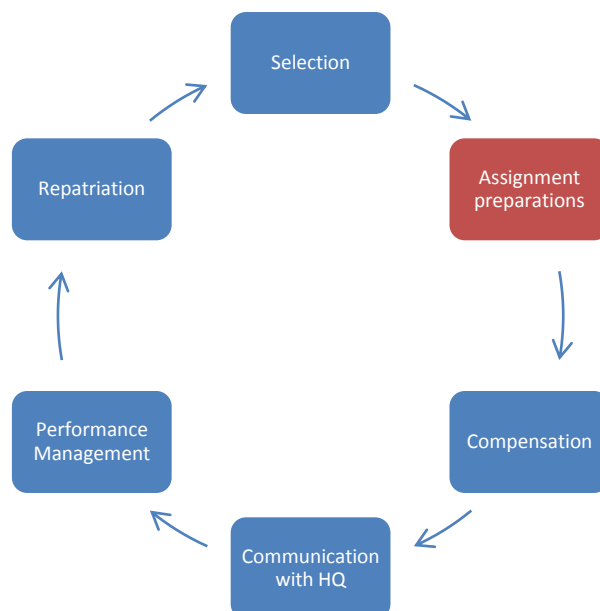 Selection
Assignment
preparations
Compensation
Communication
with HQ
Performance
Management
Repatriation